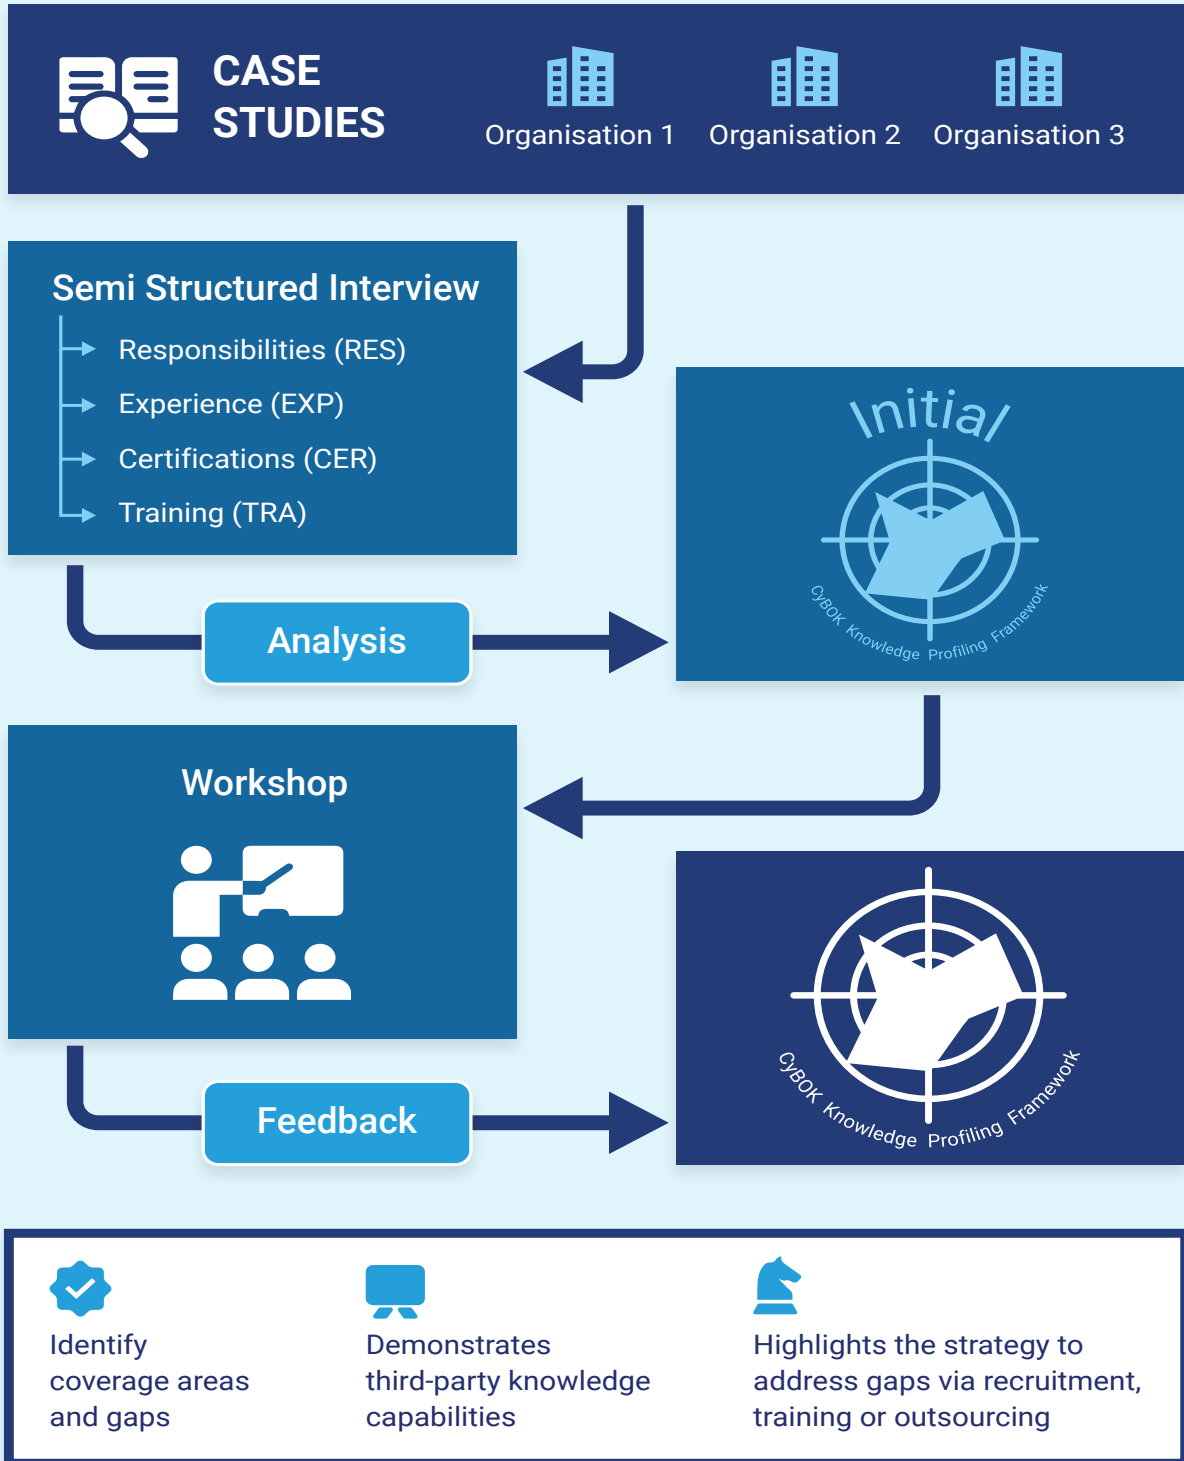 CASE
STUDIES
Organisation 1
Organisation 2
Organisation 3
Semi Structured Interview
Responsibilities (RES)
Experience (EXP)
Certifications (CER)
Training (TRA)
Initial
CyBOK Knowledge Profiling Framework
Analysis
Workshop
CyBOK Knowledge Profiling Framework
Feedback
Identify
coverage areas
and gaps
Demonstrates
third-party knowledge
capabilities
Highlights the strategy to
address gaps via recruitment,
training or outsourcing